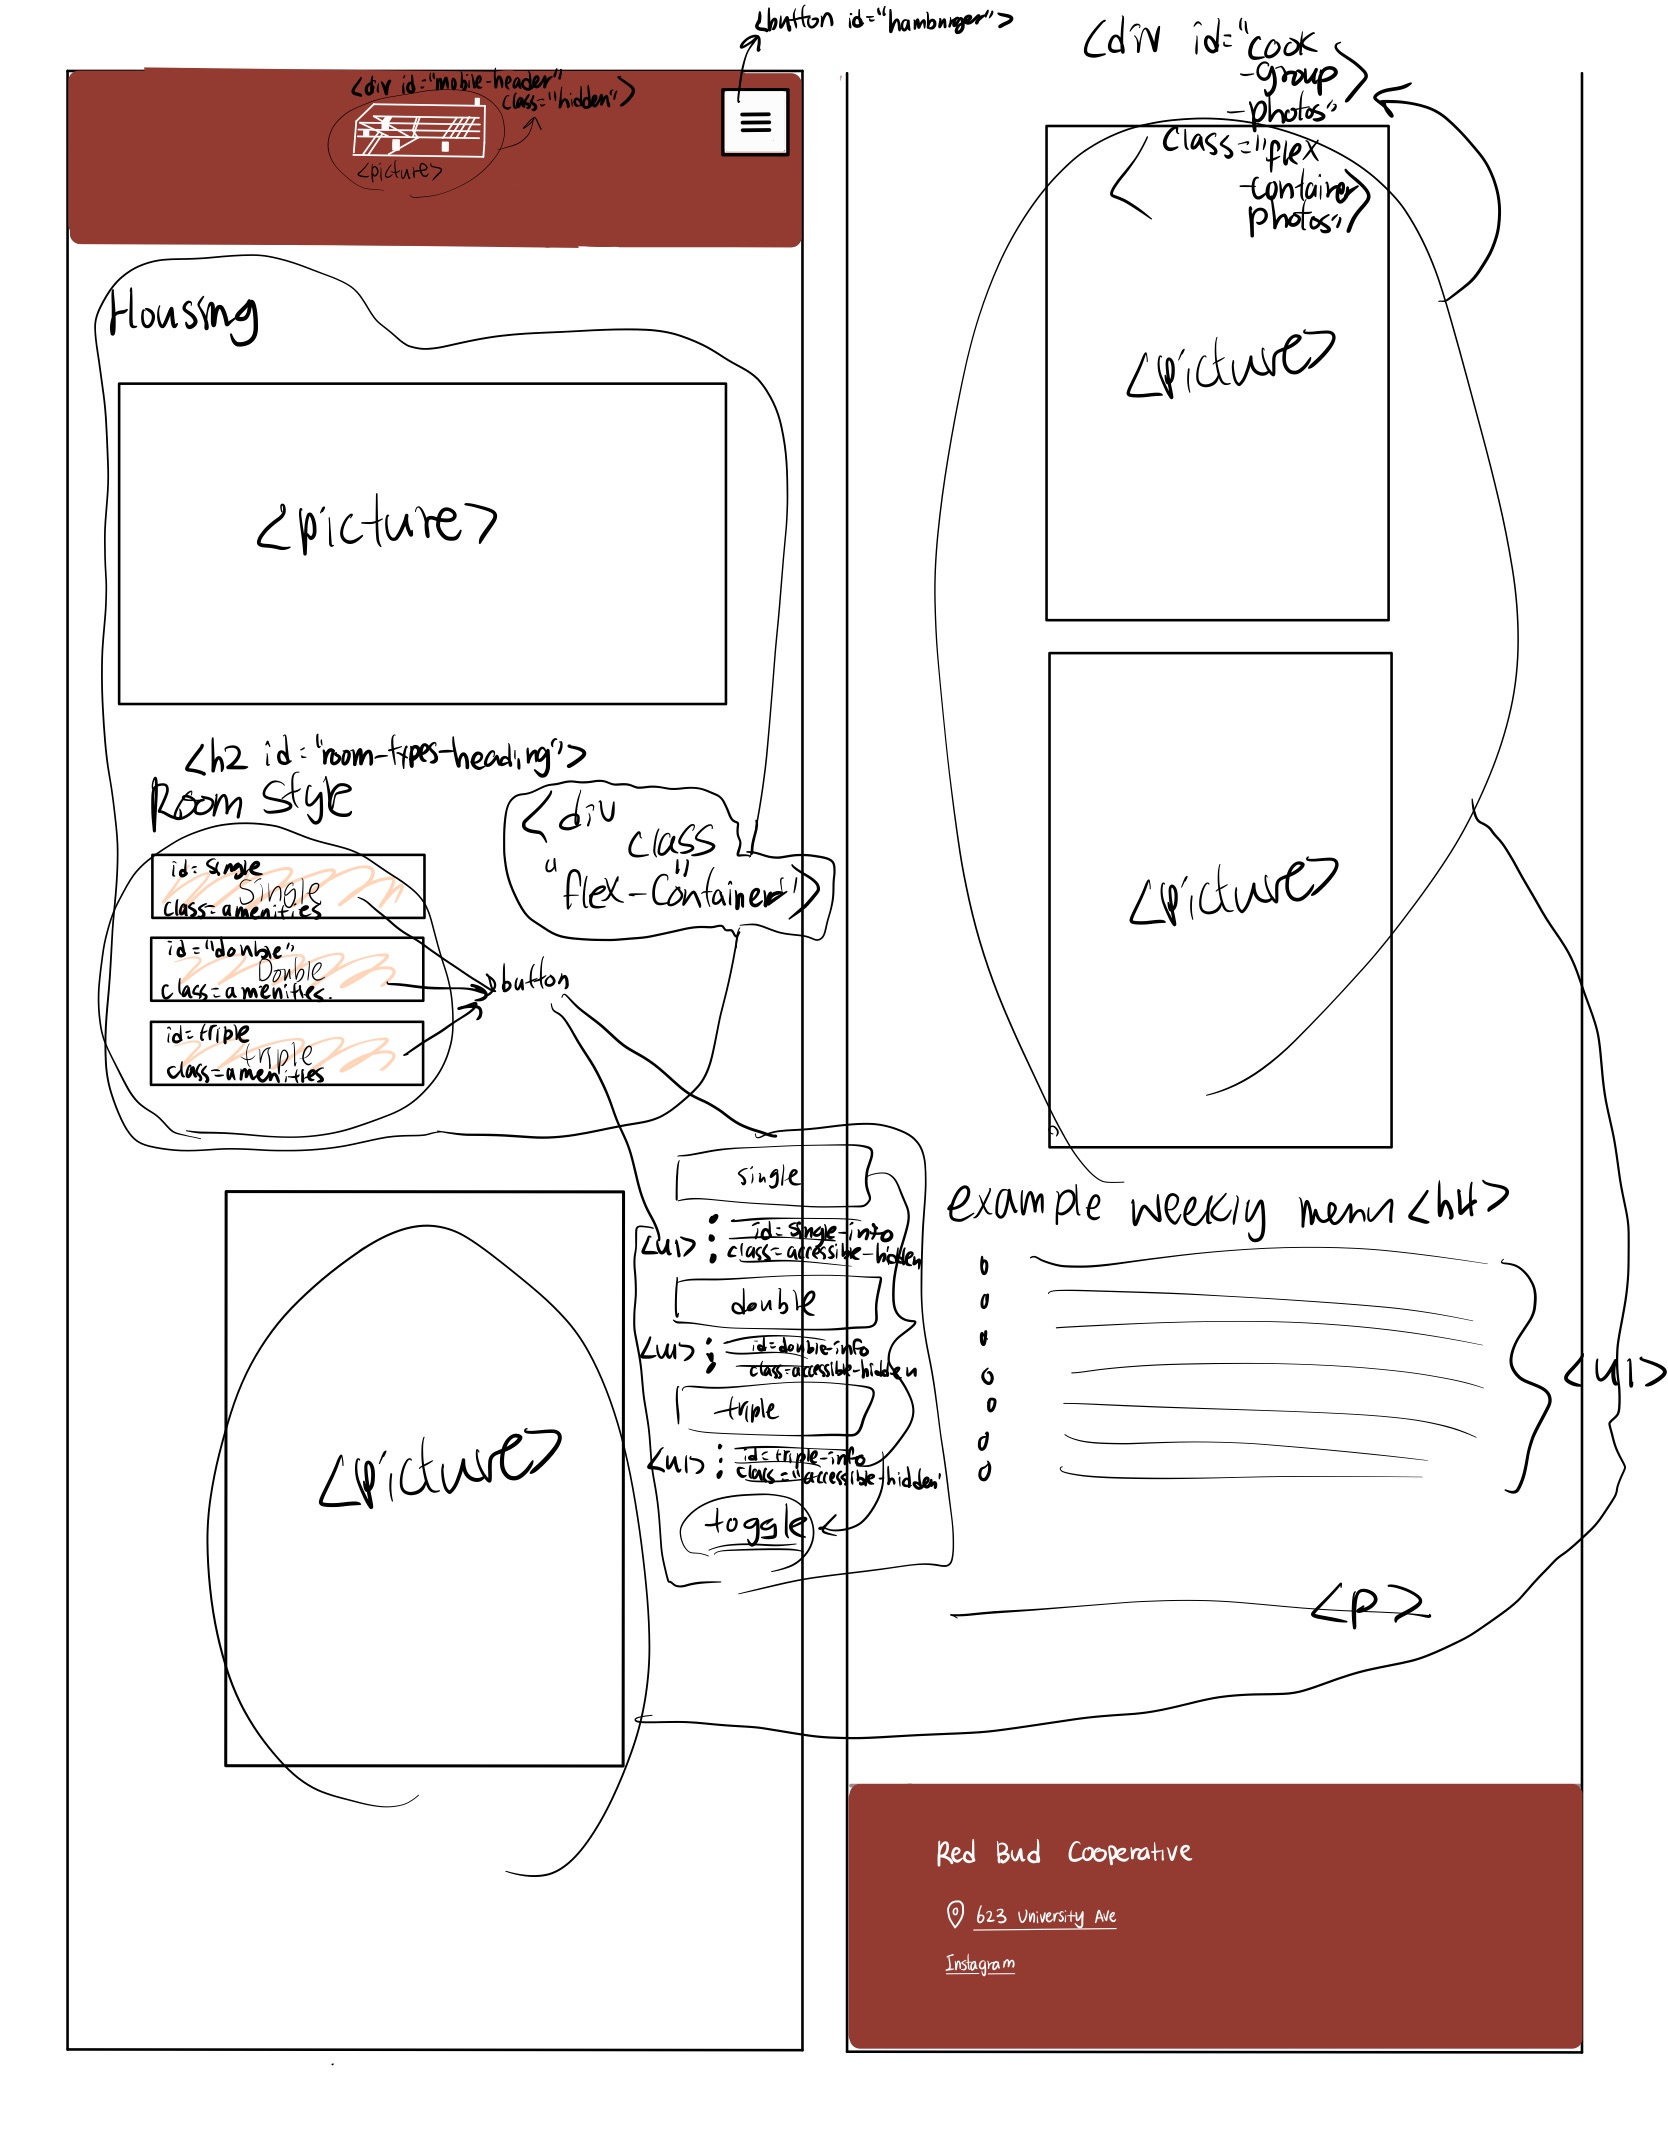 <button id="hamburger">
<div id="mobile-header"
class="hidden">
<picture>
Housing
<picture>
<h2 id="room-types-heading">
Room Style
<div
class
"flex-Container">
id=single
Single
class=amenities
id="double"
Double
class=amenities.
id=triple
triple
class=amenities
button
<picture>
single
<ul>
id=single-info
class=accessible-hidden
double
<ul>
id=double-info
class=accessible-hidden
triple
<ul>
id=triple-info
class="accessible-hidden'
toggle
<div id="cook
-group
-photos"
>
<
class="flex
-container
photos">
<picture>
<picture>
example weekly menu <h4>
<ul>
<p>
Red Bud Cooperative
623 University Ave
Instagram